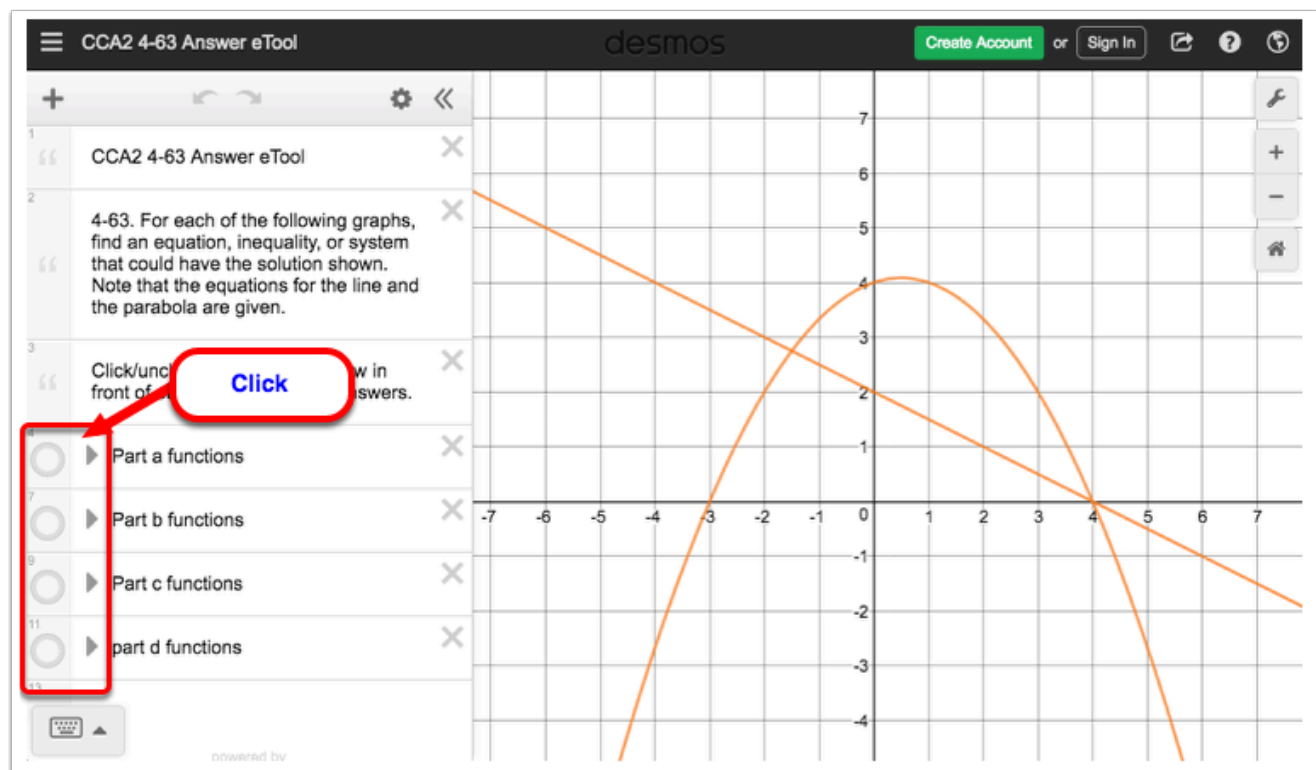 CCA2 4-63 Answer eTool
desmos
Create Account or Sign In
1
CCA2 4-63 Answer eTool
2
4-63. For each of the following graphs,
find an equation, inequality, or system
that could have the solution shown.
Note that the equations for the line and
the parabola are given.
3
Click/unc w in
front of swers.
Click
4
Part a functions
7
Part b functions
9
Part c functions
11
part d functions
13
powered by
7
6
5
4
3
2
1
-7 -6 -5 -4 -3 -2 -1 0 1 2 3 4 5 6 7
-1
-2
-3
-4